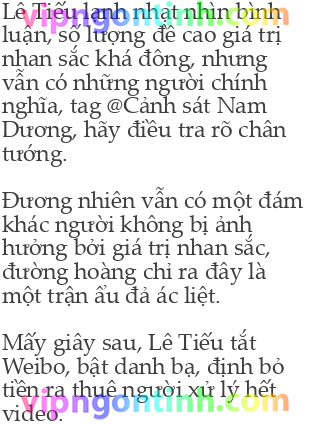 Lê Tiếu lạnh nhạt nhìn bình
luận, số lượng đề cao giá trị
nhan sắc khá đông, nhưng
vẫn có những người chính
nghĩa, tag @Cảnh sát Nam
Dương, hãy điều tra rõ chân
tướng.
Đương nhiên vẫn có một đám
khác người không bị ảnh
hưởng bởi giá trị nhan sắc,
đường hoàng chỉ ra đây là
một trận ẩu đả ác liệt.
Mấy giây sau, Lê Tiếu tắt
Weibo, bật danh bạ, định bỏ
tiền ra thuê người xử lý hết
video.
vipngontinh.com
vipngontinh.com